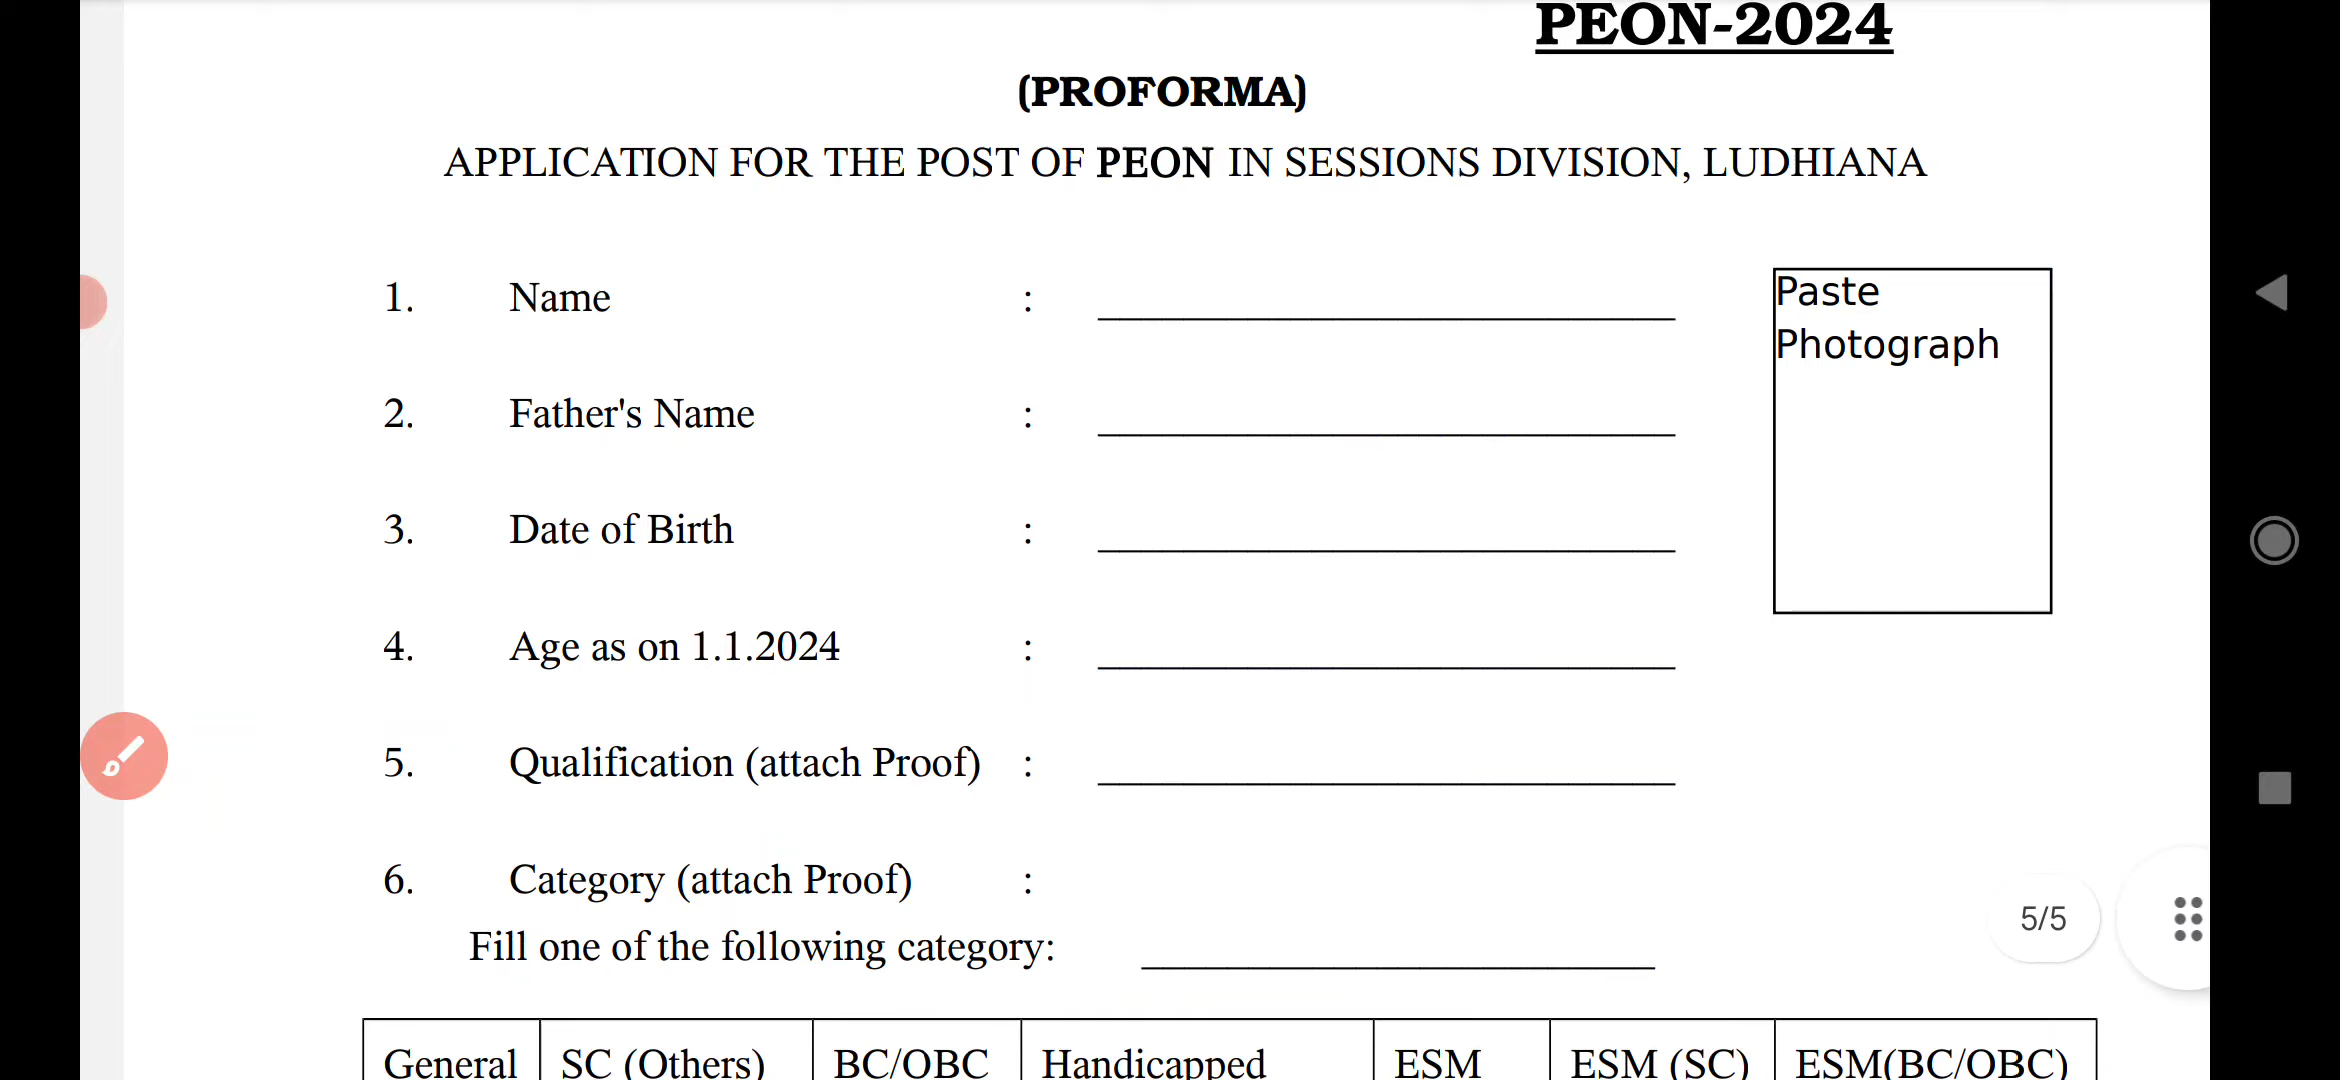 PEON-2024
(PROFORMA)
APPLICATION FOR THE POST OF PEON IN SESSIONS DIVISION, LUDHIANA
1. Name :
Paste
Photograph
2. Father's Name :
3. Date of Birth :
4. Age as on 1.1.2024 :
5. Qualification (attach Proof) :
6. Category (attach Proof) :
Fill one of the following category:
5/5
General SC (Others) BC/OBC Handicapped ESM ESM (SC) ESM(BC/OBC)